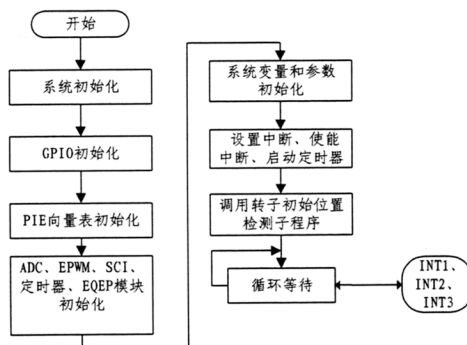 开始
系统初始化
GPIO初始化
PIE向量表初始化
ADC、EPWM、SCI、
定时器、EQEP模块
初始化
系统变量和参数
初始化
设置中断、使能
中断、启动定时器
调用转子初始位置
检测子程序
循环等待
INT1、
INT2、
INT3